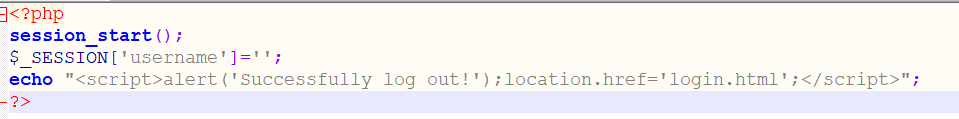 <?php
session_start();
$_SESSION['username']='';
echo "<script>alert('Successfully log out!');location.href='login.html';</script>";
?>